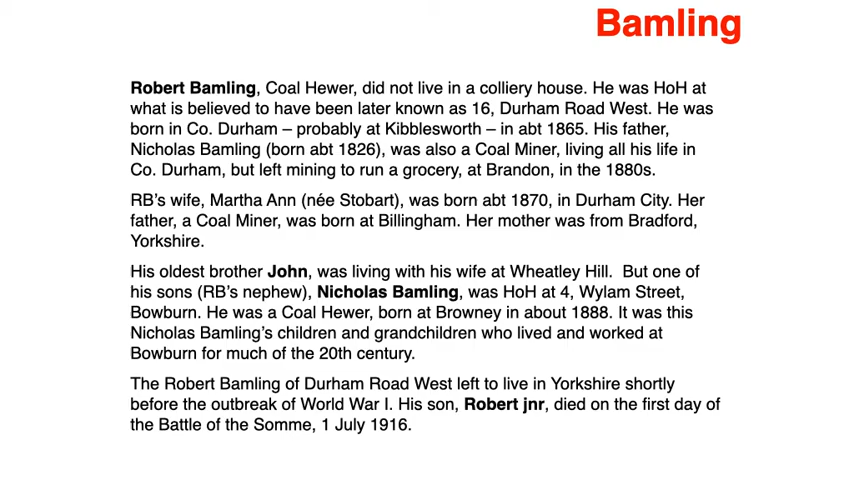 Bamling
Robert Bamling, Coal Hewer, did not live in a colliery house. He was HoH at
what is believed to have been later known as 16, Durham Road West. He was
born in Co. Durham – probably at Kibblesworth – in abt 1865. His father,
Nicholas Bamling (born abt 1826), was also a Coal Miner, living all his life in
Co. Durham, but left mining to run a grocery, at Brandon, in the 1880s.
RB’s wife, Martha Ann (née Stobart), was born abt 1870, in Durham City. Her
father, a Coal Miner, was born at Billingham. Her mother was from Bradford,
Yorkshire.
His oldest brother John, was living with his wife at Wheatley Hill.  But one of
his sons (RB’s nephew), Nicholas Bamling, was HoH at 4, Wylam Street,
Bowburn. He was a Coal Hewer, born at Browney in about 1888. It was this
Nicholas Bamling’s children and grandchildren who lived and worked at
Bowburn for much of the 20th century.
The Robert Bamling of Durham Road West left to live in Yorkshire shortly
before the outbreak of World War I. His son, Robert jnr, died on the first day of
the Battle of the Somme, 1 July 1916.